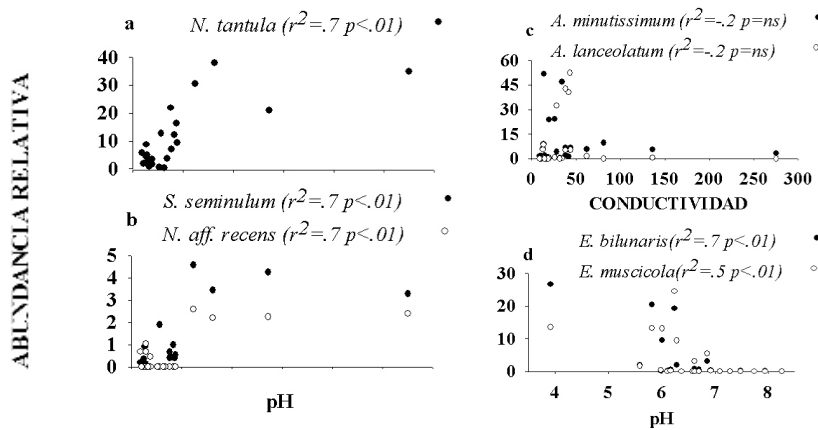 ABUNDANCIA RELATIVA
a
N. tantula (r²=.7 p<.01)
50
40
30
20
10
0
S. seminulum (r²=.7 p<.01)
b
N. aff. recens (r²=.7 p<.01)
5
4
3
2
1
0
pH
A. minutissimum (r²=-.2 p=ns)
c
A. lanceolatum (r²=-.2 p=ns)
60
45
30
15
0
0 50 100 150 200 250 300
CONDUCTIVIDAD
E. bilunaris(r²=.7 p<.01)
d
E. muscicola(r²=.5 p<.01)
30
20
10
0
4 5 6 7 8
pH